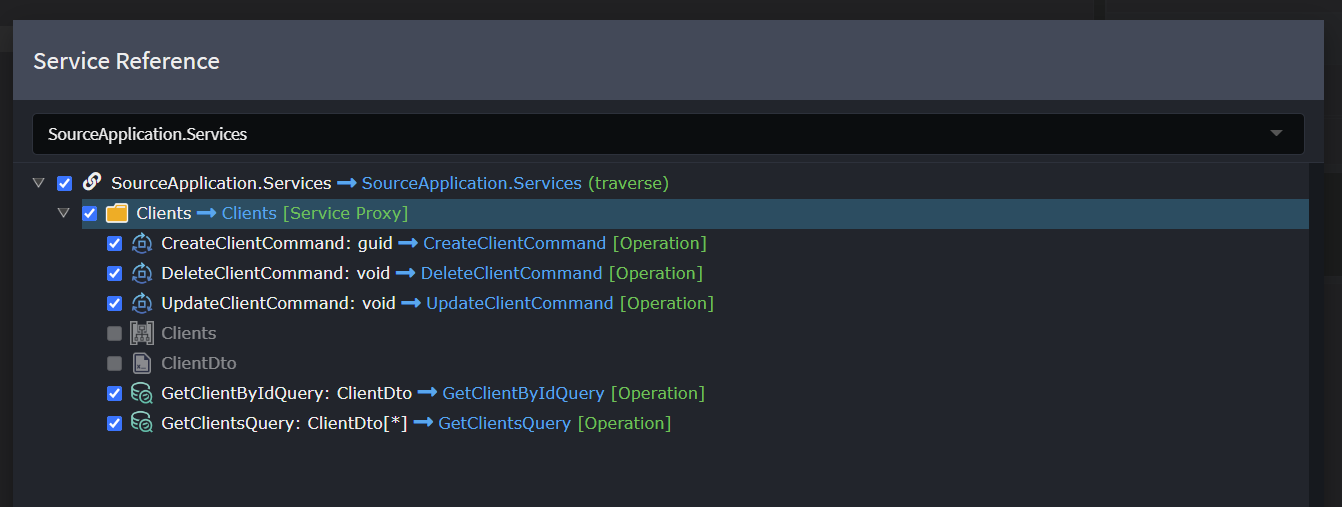 Service Reference
SourceApplication.Services
SourceApplication.Services → SourceApplication.Services (traverse)
Clients → Clients [Service Proxy]
CreateClientCommand: guid → CreateClientCommand [Operation]
DeleteClientCommand: void → DeleteClientCommand [Operation]
UpdateClientCommand: void → UpdateClientCommand [Operation]
Clients
ClientDto
GetClientByIdQuery: ClientDto → GetClientByIdQuery [Operation]
GetClientsQuery: ClientDto[*] → GetClientsQuery [Operation]